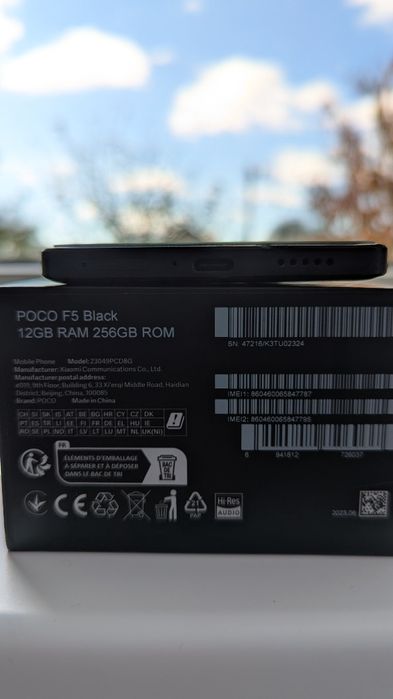 POCO F5 Black
12GB RAM 256GB ROM
Mobile Phone Model: 23049PCD8G
Manufacturer: Xiaomi Communications Co., Ltd.
Manufacturer postal address:
#019, 9th Floor, Building 6, 33 Xi'erqi Middle Road, Haidian
District, Beijing, China, 100085
Brand: POCO Made in China
CH SI SK IS AT BE BG HR CY CZ DK
PT ES TR LI EE FI FR DE EL HU IE
RO SE PL NO IT LV LT LU MT NL UK(NI)
FR
ÉLÉMENTS D'EMBALLAGE
À SÉPARER ET À DÉPOSER
DANS LE BAC DE TRI
BAC
DE TRI
CE
21
PAP
Hi-Res
AUDIO
SN: 47216/K3TU02324
IMEI1: 860460065847787
IMEI2: 860460065847795
6 941812 726037
2023.06